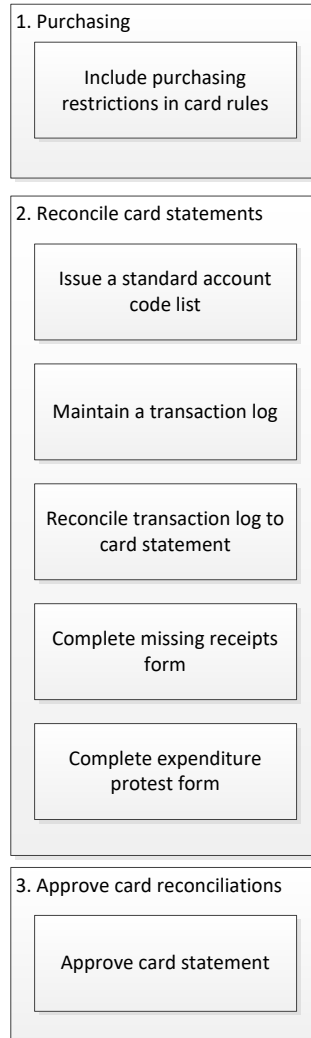 1. Purchasing
Include purchasing
restrictions in card rules
2. Reconcile card statements
Issue a standard account
code list
Maintain a transaction log
Reconcile transaction log to
card statement
Complete missing receipts
form
Complete expenditure
protest form
3. Approve card reconciliations
Approve card statement